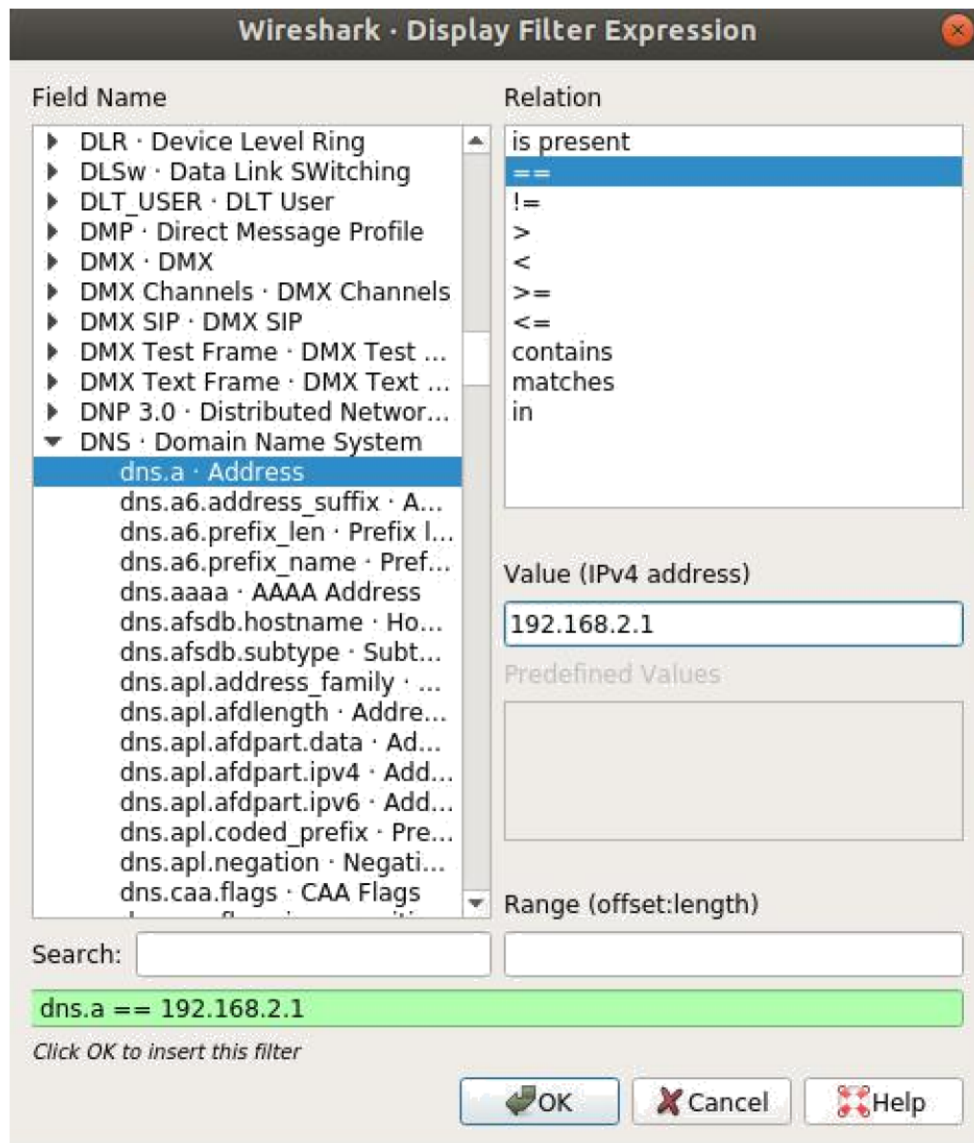 Wireshark · Display Filter Expression
Field Name
DLR · Device Level Ring
DLSw · Data Link SWitching
DLT_USER · DLT User
DMP · Direct Message Profile
DMX · DMX
DMX Channels · DMX Channels
DMX SIP · DMX SIP
DMX Test Frame · DMX Test ...
DMX Text Frame · DMX Text ...
DNP 3.0 · Distributed Networ...
DNS · Domain Name System
dns.a · Address
dns.a6.address_suffix · A...
dns.a6.prefix_len · Prefix l...
dns.a6.prefix_name · Pref...
dns.aaaa · AAAA Address
dns.afsdb.hostname · Ho...
dns.afsdb.subtype · Subt...
dns.apl.address_family · ...
dns.apl.afdlength · Addre...
dns.apl.afdpart.data · Ad...
dns.apl.afdpart.ipv4 · Add...
dns.apl.afdpart.ipv6 · Add...
dns.apl.coded_prefix · Pre...
dns.apl.negation · Negati...
dns.caa.flags · CAA Flags
Relation
is present
==
!=
>
<
>=
<=
contains
matches
in
Value (IPv4 address)
192.168.2.1
Predefined Values
Range (offset:length)
Search:
dns.a == 192.168.2.1
Click OK to insert this filter
OK
Cancel
Help